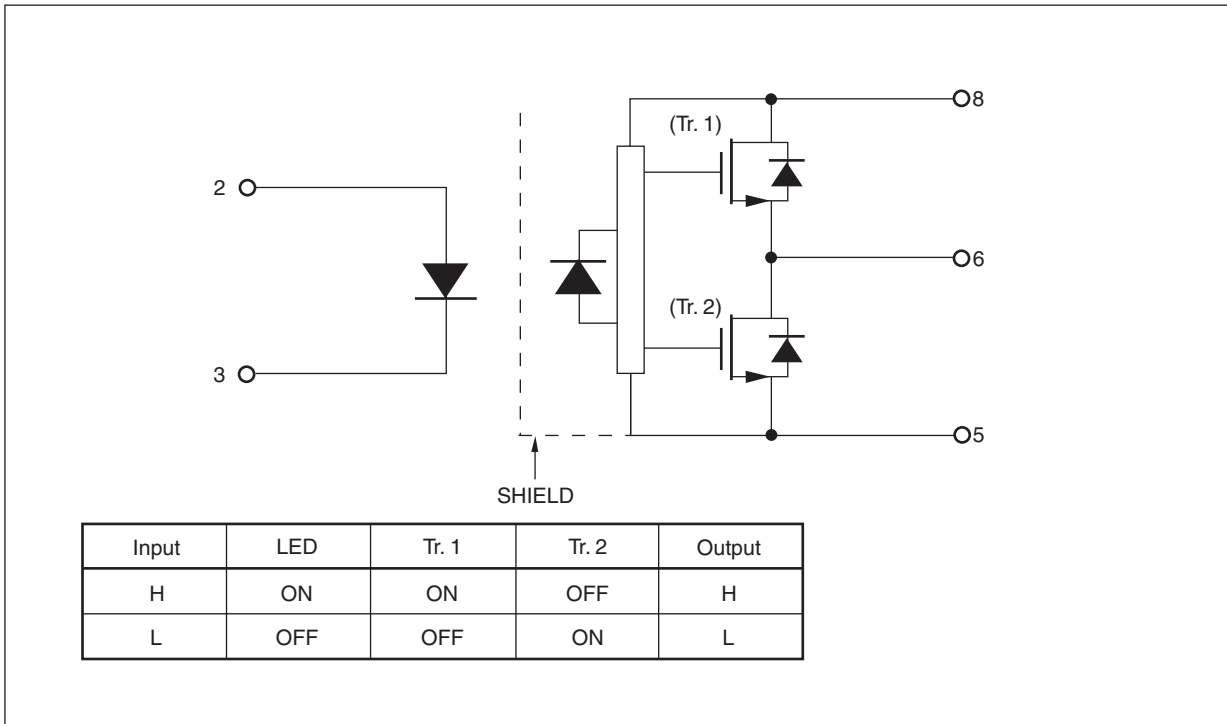 8
(Tr. 1)
2
6
(Tr. 2)
3
5
SHIELD
Input LED Tr. 1 Tr. 2 Output
H ON ON OFF H
L OFF OFF ON L